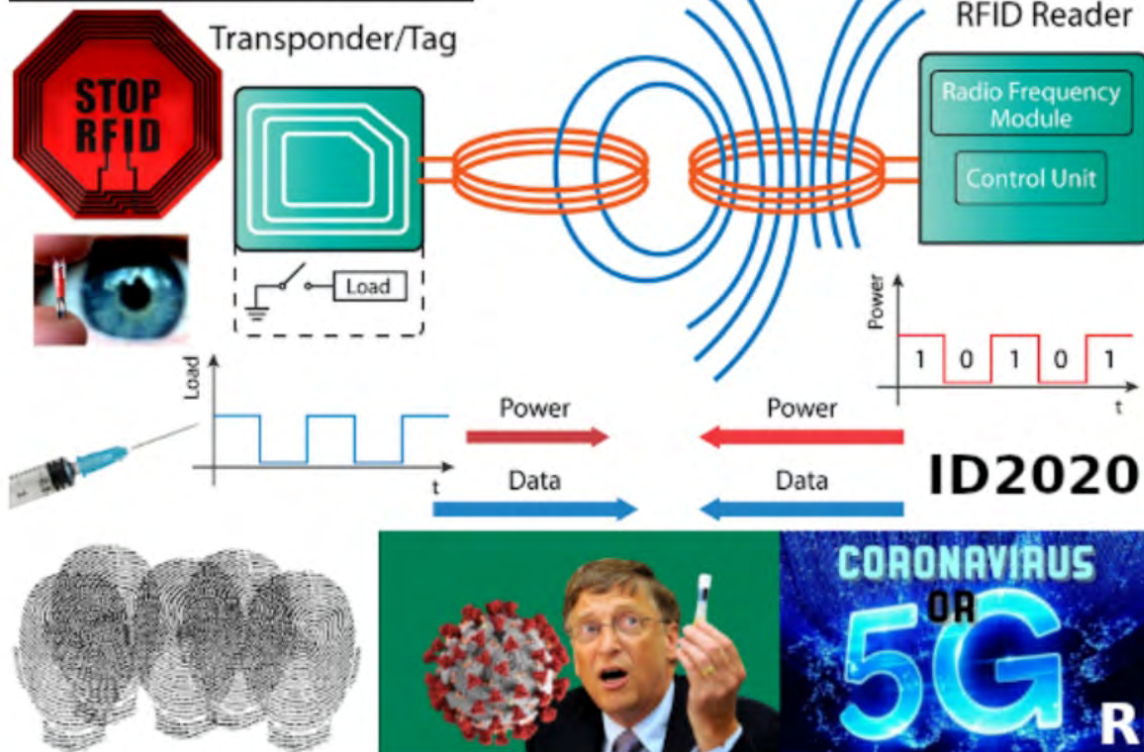 RFID Reader
Transponder/Tag
STOP
RFID
Radio Frequency
Module
Control Unit
Load
Power
1 0 1 0 1
t
Load
t
Power
Power
Data
Data
ID2020
CORONAVIRUS
OR
5G
R